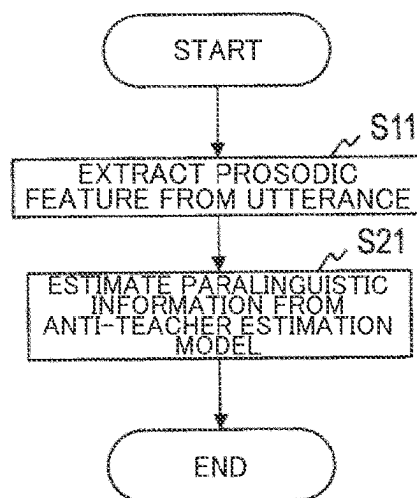 START
S11
EXTRACT PROSODIC
FEATURE FROM UTTERANCE
S21
ESTIMATE PARALINGUISTIC
INFORMATION FROM
ANTI-TEACHER ESTIMATION
MODEL
END